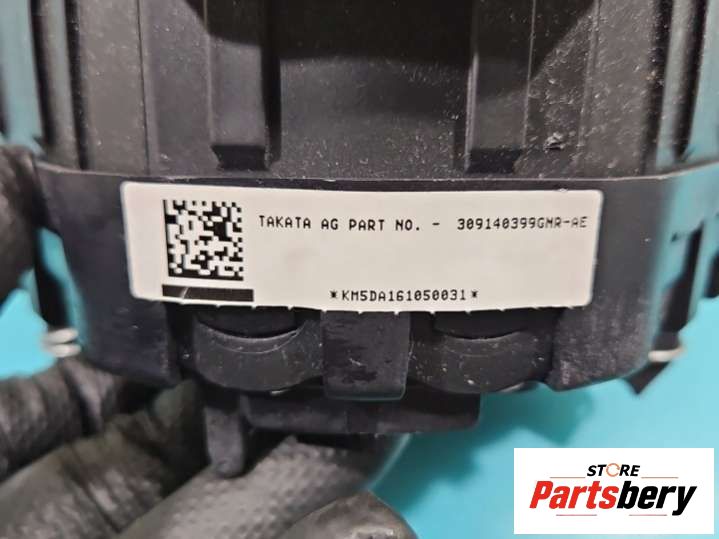 TAKATA AG PART NO. - 309140399GMR-AE
*KM5DA161050031*
STORE
Partsbery